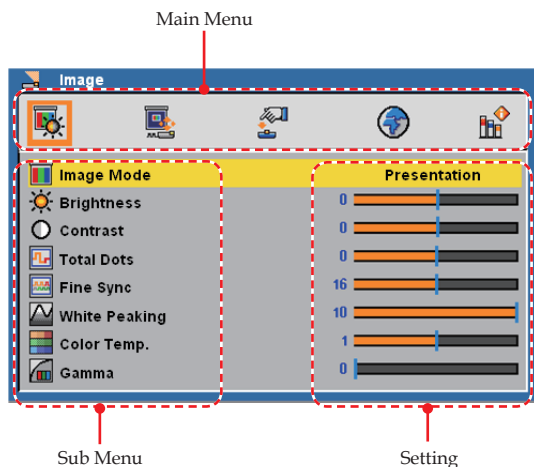 Main Menu
Image
Image Mode Presentation
Brightness 0
Contrast 0
Total Dots 0
Fine Sync 16
White Peaking 10
Color Temp. 1
Gamma 0
Sub Menu Setting